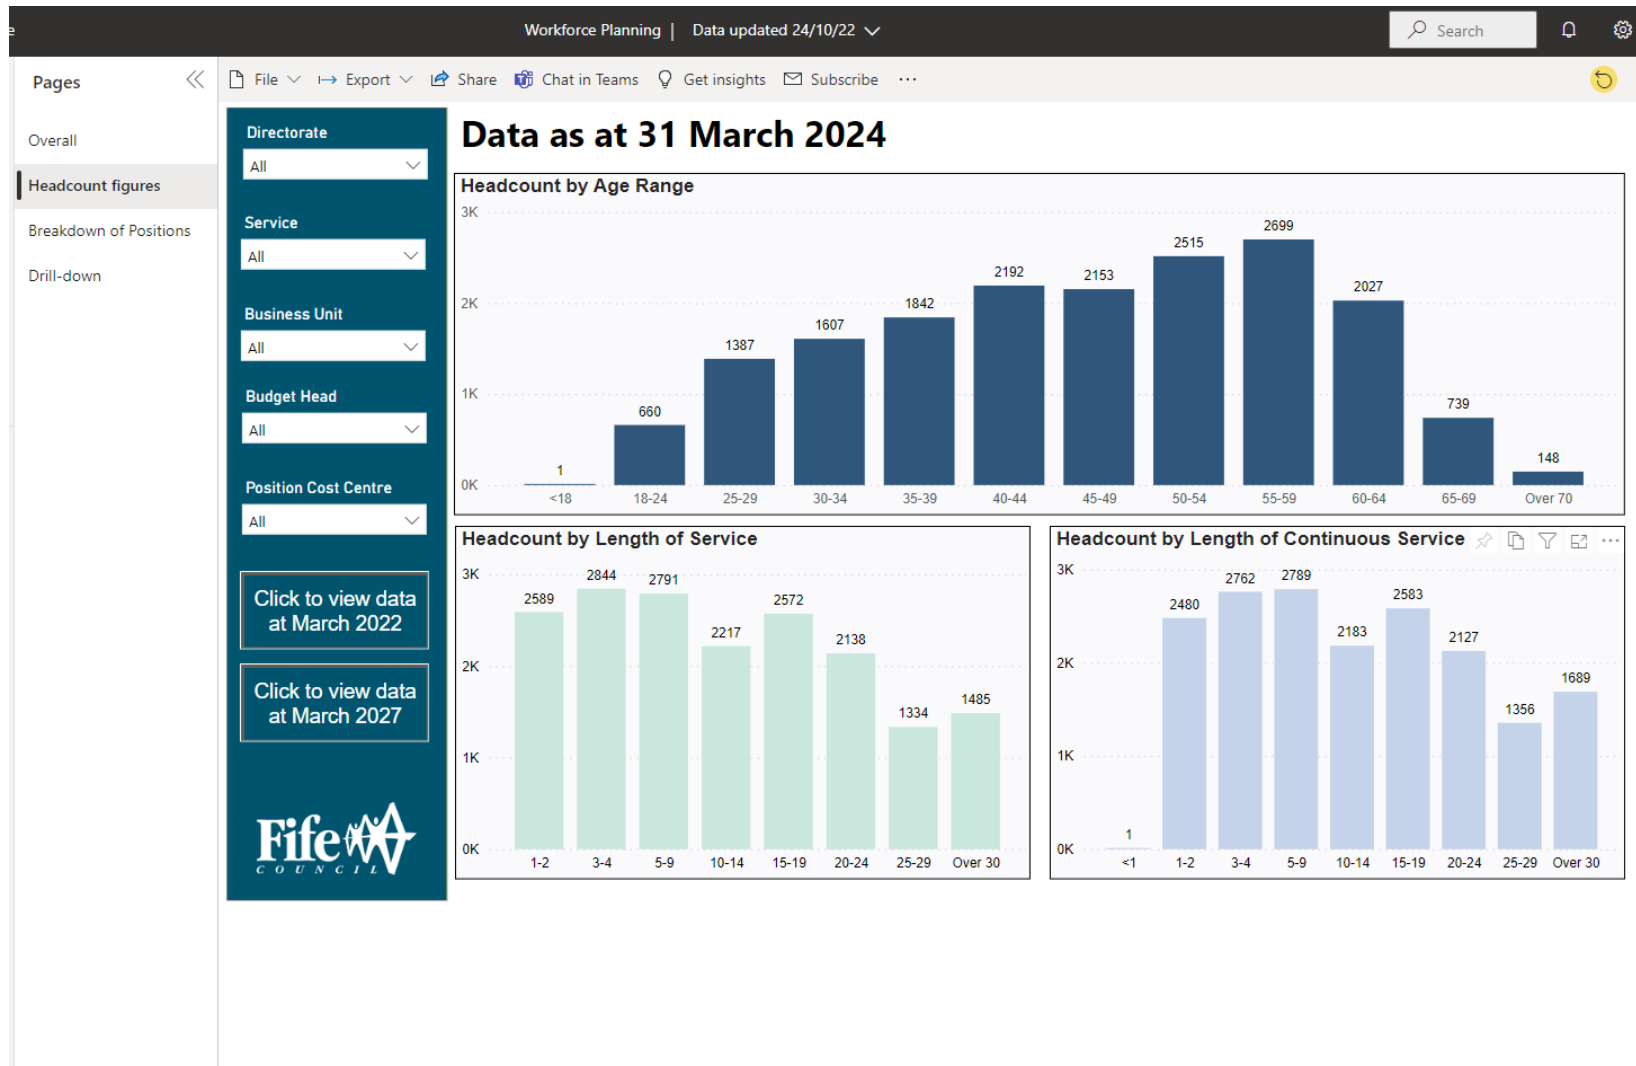 e
Workforce Planning | Data updated 24/10/22
Search
Pages
File
Export
Share
Chat in Teams
Get insights
Subscribe
Overall
Headcount figures
Breakdown of Positions
Drill-down
Directorate
All
Service
All
Business Unit
All
Budget Head
All
Position Cost Centre
All
Click to view data
at March 2022
Click to view data
at March 2027
Fife
COUNCIL
Data as at 31 March 2024
Headcount by Age Range
3K
2K
1K
0K
1
660
1387
1607
1842
2192
2153
2515
2699
2027
739
148
<18
18-24
25-29
30-34
35-39
40-44
45-49
50-54
55-59
60-64
65-69
Over 70
Headcount by Length of Service
3K
2K
1K
0K
2589
2844
2791
2217
2572
2138
1334
1485
1-2
3-4
5-9
10-14
15-19
20-24
25-29
Over 30
Headcount by Length of Continuous Service
3K
2K
1K
0K
1
2480
2762
2789
2183
2583
2127
1356
1689
<1
1-2
3-4
5-9
10-14
15-19
20-24
25-29
Over 30